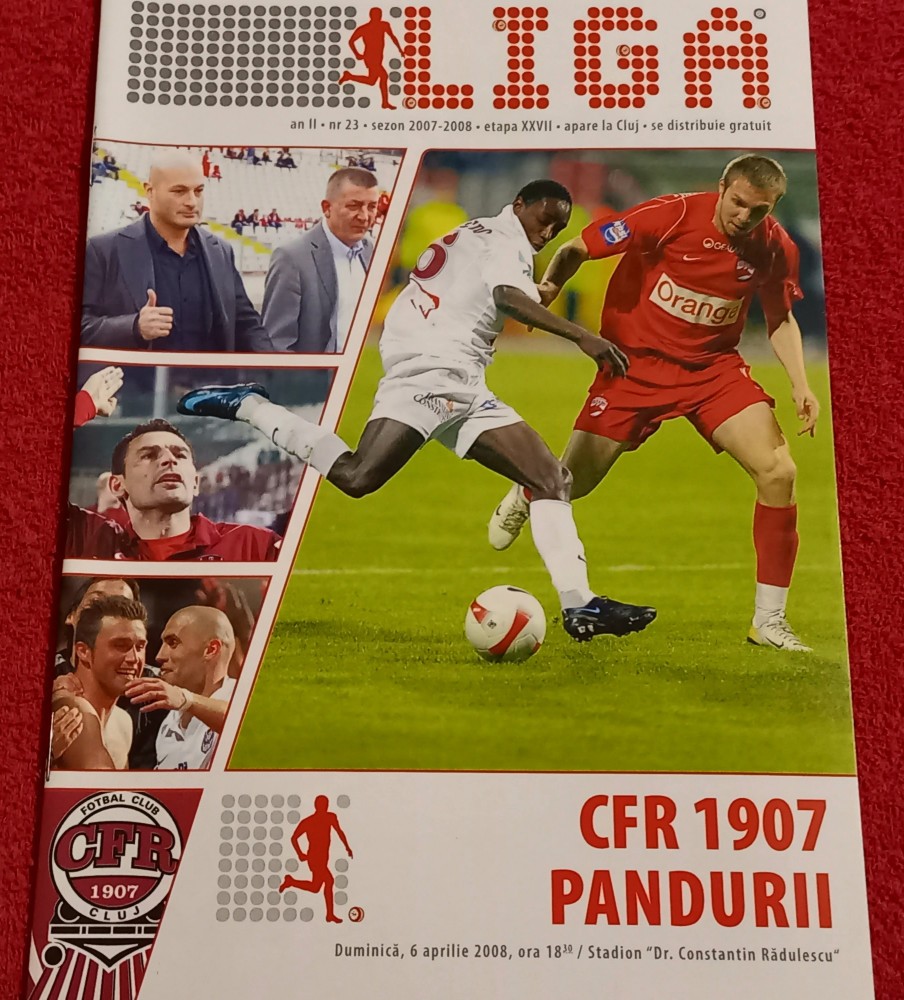 LIGA
an II • nr 23 • sezon 2007-2008 • etapa XXVII • apare la Cluj • se distribuie gratuit
Orange
FOTBAL CLUB
CFR
1907
CLUJ
CFR 1907
PANDURII
Duminică, 6 aprilie 2008, ora 18³⁰ / Stadion "Dr. Constantin Rădulescu"